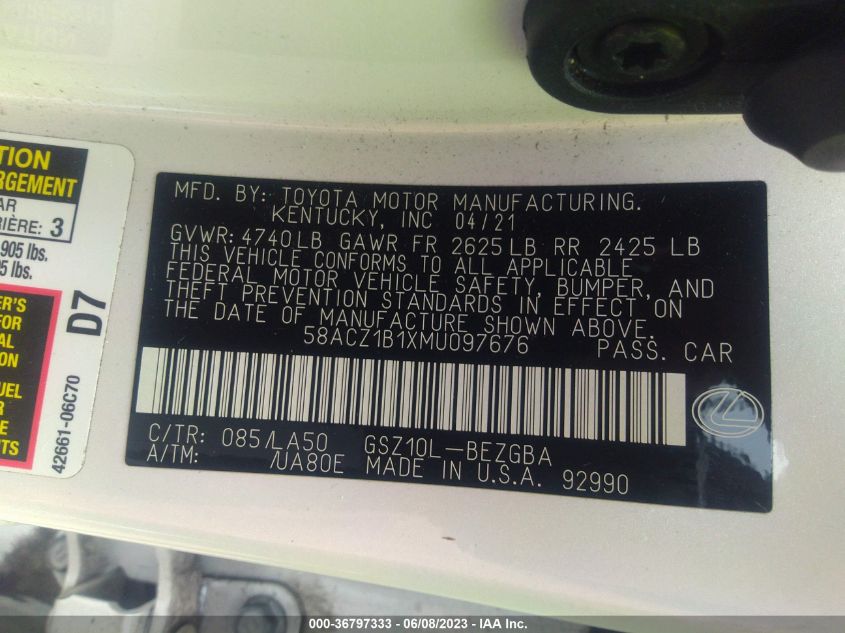 TION
RGEMENT
AR
RIÈRE: 3
905 lbs.
5 lbs.
ER'S
FOR
AL
ON
UEL
R
E
NTS
D7
42661-06C70
MFD. BY: TOYOTA MOTOR MANUFACTURING.
KENTUCKY, INC 04/21
GVWR: 4740LB GAWR FR 2625LB RR 2425 LB
THIS VEHICLE CONFORMS TO ALL APPLICABLE
FEDERAL MOTOR VEHICLE SAFETY, BUMPER, AND
THEFT PREVENTION STANDARDS IN EFFECT ON
THE DATE OF MANUFACTURE SHOWN ABOVE.
58ACZ1B1XMU097676 PASS. CAR
C/TR: 085/LA50 GSZ10L-BEZGBA
A/TM: /UA80E MADE IN U.S.A. 92990
000-36797333 - 06/08/2023 - IAA Inc.